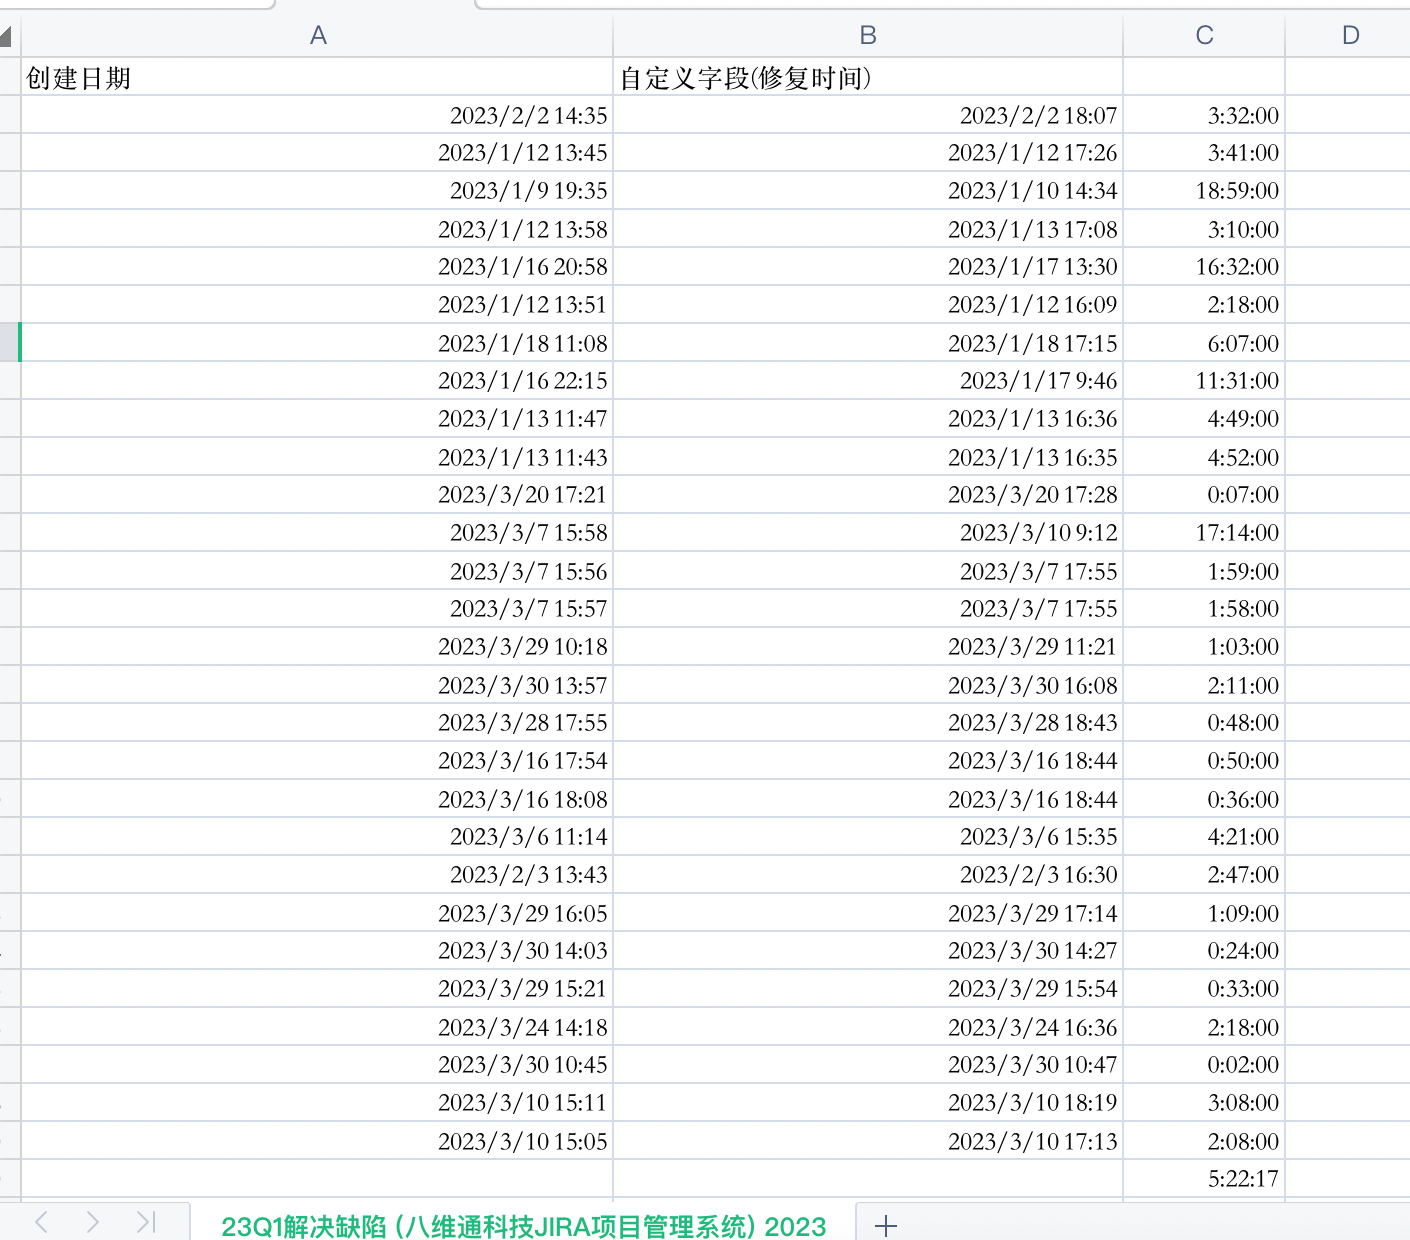 A B C D
创建日期 自定义字段(修复时间)
2023/2/2 14:35 2023/2/2 18:07 3:32:00
2023/1/12 13:45 2023/1/12 17:26 3:41:00
2023/1/9 19:35 2023/1/10 14:34 18:59:00
2023/1/12 13:58 2023/1/13 17:08 3:10:00
2023/1/16 20:58 2023/1/17 13:30 16:32:00
2023/1/12 13:51 2023/1/12 16:09 2:18:00
2023/1/18 11:08 2023/1/18 17:15 6:07:00
2023/1/16 22:15 2023/1/17 9:46 11:31:00
2023/1/13 11:47 2023/1/13 16:36 4:49:00
2023/1/13 11:43 2023/1/13 16:35 4:52:00
2023/3/20 17:21 2023/3/20 17:28 0:07:00
2023/3/7 15:58 2023/3/10 9:12 17:14:00
2023/3/7 15:56 2023/3/7 17:55 1:59:00
2023/3/7 15:57 2023/3/7 17:55 1:58:00
2023/3/29 10:18 2023/3/29 11:21 1:03:00
2023/3/30 13:57 2023/3/30 16:08 2:11:00
2023/3/28 17:55 2023/3/28 18:43 0:48:00
2023/3/16 17:54 2023/3/16 18:44 0:50:00
2023/3/16 18:08 2023/3/16 18:44 0:36:00
2023/3/6 11:14 2023/3/6 15:35 4:21:00
2023/2/3 13:43 2023/2/3 16:30 2:47:00
2023/3/29 16:05 2023/3/29 17:14 1:09:00
2023/3/30 14:03 2023/3/30 14:27 0:24:00
2023/3/29 15:21 2023/3/29 15:54 0:33:00
2023/3/24 14:18 2023/3/24 16:36 2:18:00
2023/3/30 10:45 2023/3/30 10:47 0:02:00
2023/3/10 15:11 2023/3/10 18:19 3:08:00
2023/3/10 15:05 2023/3/10 17:13 2:08:00
5:22:17
23Q1解决缺陷 (八维通科技JIRA项目管理系统) 2023